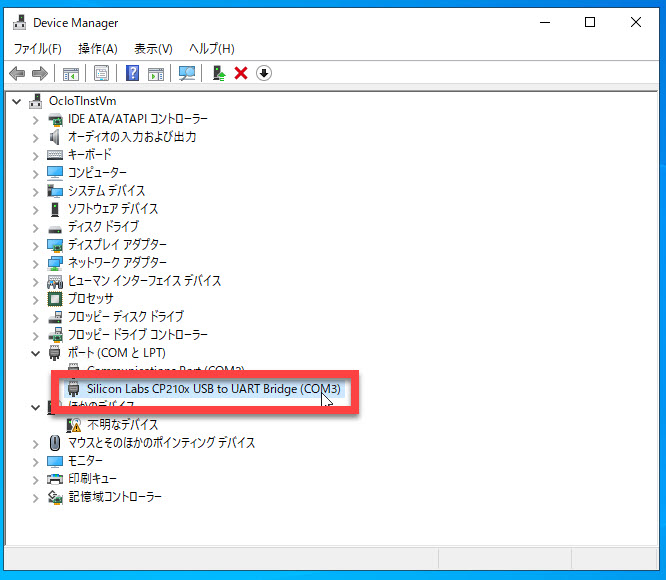 Device Manager
ファイル(F) 操作(A) 表示(V) ヘルプ(H)
OcIoTInstVm
IDE ATA/ATAPI コントローラー
オーディオの入力および出力
キーボード
コンピューター
システム デバイス
ソフトウェア デバイス
ディスク ドライブ
ディスプレイ アダプター
ネットワーク アダプター
ヒューマン インターフェイス デバイス
プロセッサ
フロッピー ディスク ドライブ
フロッピー ドライブ コントローラー
ポート (COM と LPT)
Silicon Labs CP210x USB to UART Bridge (COM3)
ほかのデバイス
不明なデバイス
マウスとそのほかのポインティング デバイス
モニター
印刷キュー
記憶域コントローラー